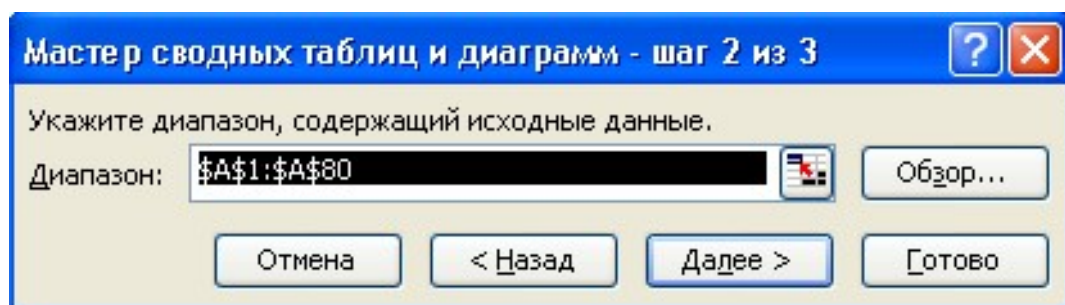 Мастер сводных таблиц и диаграмм - шаг 2 из 3
Укажите диапазон, содержащий исходные данные.
Диапазон: $A$1:$A$80 Обзор...
Отмена < Назад Далее > Готово